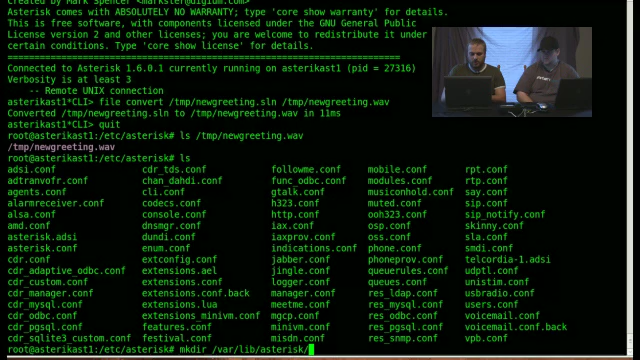 Created by Mark Spencer <markster@digium.com>
Asterisk comes with ABSOLUTELY NO WARRANTY; type 'core show warranty' for details.
This is free software, with components licensed under the GNU General Public
License version 2 and other licenses; you are welcome to redistribute it under
certain conditions. Type 'core show license' for details.
=========================================================================
Connected to Asterisk 1.6.0.1 currently running on asterikast1 (pid = 27316)
Verbosity is at least 3
-- Remote UNIX connection
asterikast1*CLI> file convert /tmp/newgreeting.sln /tmp/newgreeting.wav
Converted /tmp/newgreeting.sln to /tmp/newgreeting.wav in 11ms
asterikast1*CLI> quit
root@asterikast1:/etc/asterisk# ls /tmp/newgreeting.wav
/tmp/newgreeting.wav
root@asterikast1:/etc/asterisk# ls
adsi.conf cdr_tds.conf followme.conf mobile.conf rpt.conf
adtranvofr.conf chan_dahdi.conf func_odbc.conf modules.conf rtp.conf
agents.conf cli.conf gtalk.conf musiconhold.conf say.conf
alarmreceiver.conf codecs.conf h323.conf muted.conf sip.conf
alsa.conf console.conf http.conf ooh323.conf sip_notify.conf
amd.conf dnsmgr.conf iax.conf osp.conf skinny.conf
asterisk.adsi dundi.conf iaxprov.conf oss.conf sla.conf
asterisk.conf enum.conf indications.conf phone.conf smdi.conf
cdr.conf extconfig.conf jabber.conf phoneprov.conf telcordia-1.adsi
cdr_adaptive_odbc.conf extensions.ael jingle.conf queuerules.conf udptl.conf
cdr_custom.conf extensions.conf logger.conf queues.conf unistim.conf
cdr_manager.conf extensions.conf.back manager.conf res_ldap.conf usbradio.conf
cdr_mysql.conf extensions.lua meetme.conf res_mysql.conf users.conf
cdr_odbc.conf extensions_minivm.conf mgcp.conf res_odbc.conf voicemail.conf
cdr_pgsql.conf features.conf minivm.conf res_pgsql.conf voicemail.conf.back
cdr_sqlite3_custom.conf festival.conf misdn.conf res_snmp.conf vpb.conf
root@asterikast1:/etc/asterisk# mkdir /var/lib/asterisk/